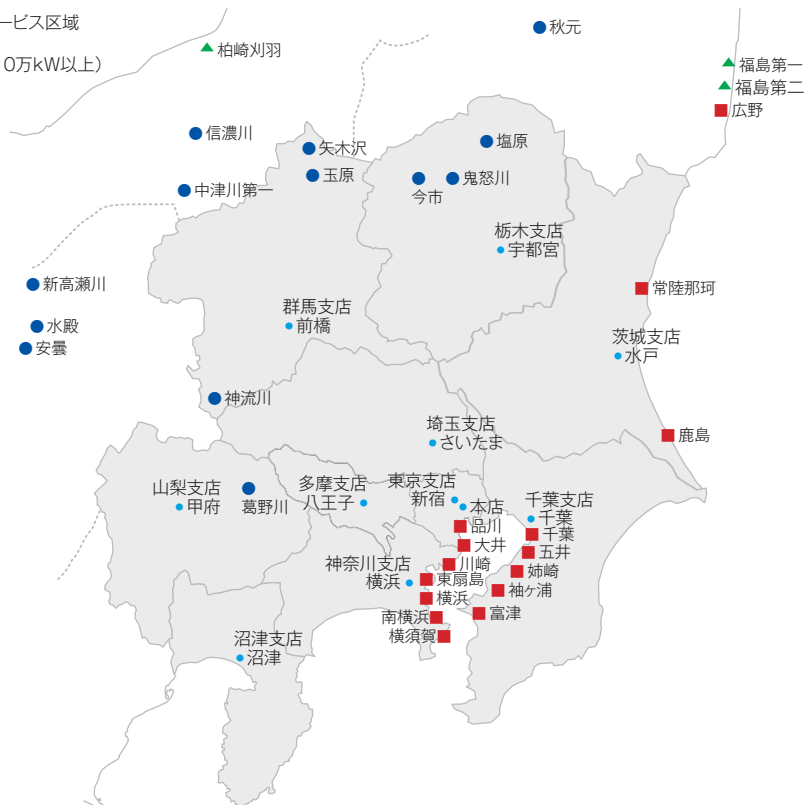 ービス区域
0万kW以上）
秋元
柏崎刈羽
福島第一
福島第二
広野
信濃川
矢木沢
塩原
玉原
今市
鬼怒川
中津川第一
栃木支店
宇都宮
新高瀬川
常陸那珂
群馬支店
前橋
水殿
安曇
茨城支店
水戸
神流川
埼玉支店
さいたま
鹿島
山梨支店
甲府
葛野川
多摩支店
八王子
東京支店
新宿
本店
千葉支店
千葉
品川
千葉
大井
五井
神奈川支店
横浜
川崎
姉崎
東扇島
袖ケ浦
横浜
南横浜
富津
横須賀
沼津支店
沼津